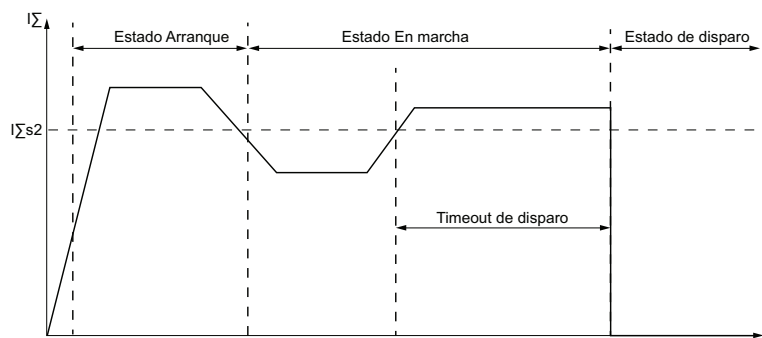 I∑
Estado Arranque
Estado En marcha
Estado de disparo
I∑s2
Timeout de disparo